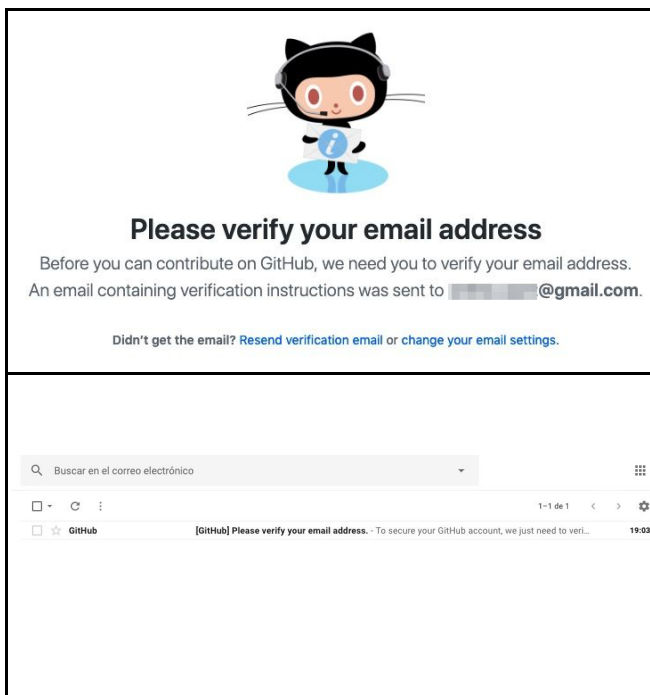 Please verify your email address
Before you can contribute on GitHub, we need you to verify your email address.
An email containing verification instructions was sent to @gmail.com.
Didn't get the email? Resend verification email or change your email settings.
Buscar en el correo electrónico
1–1 de 1
GitHub [GitHub] Please verify your email address. - To secure your GitHub account, we just need to veri... 19:03